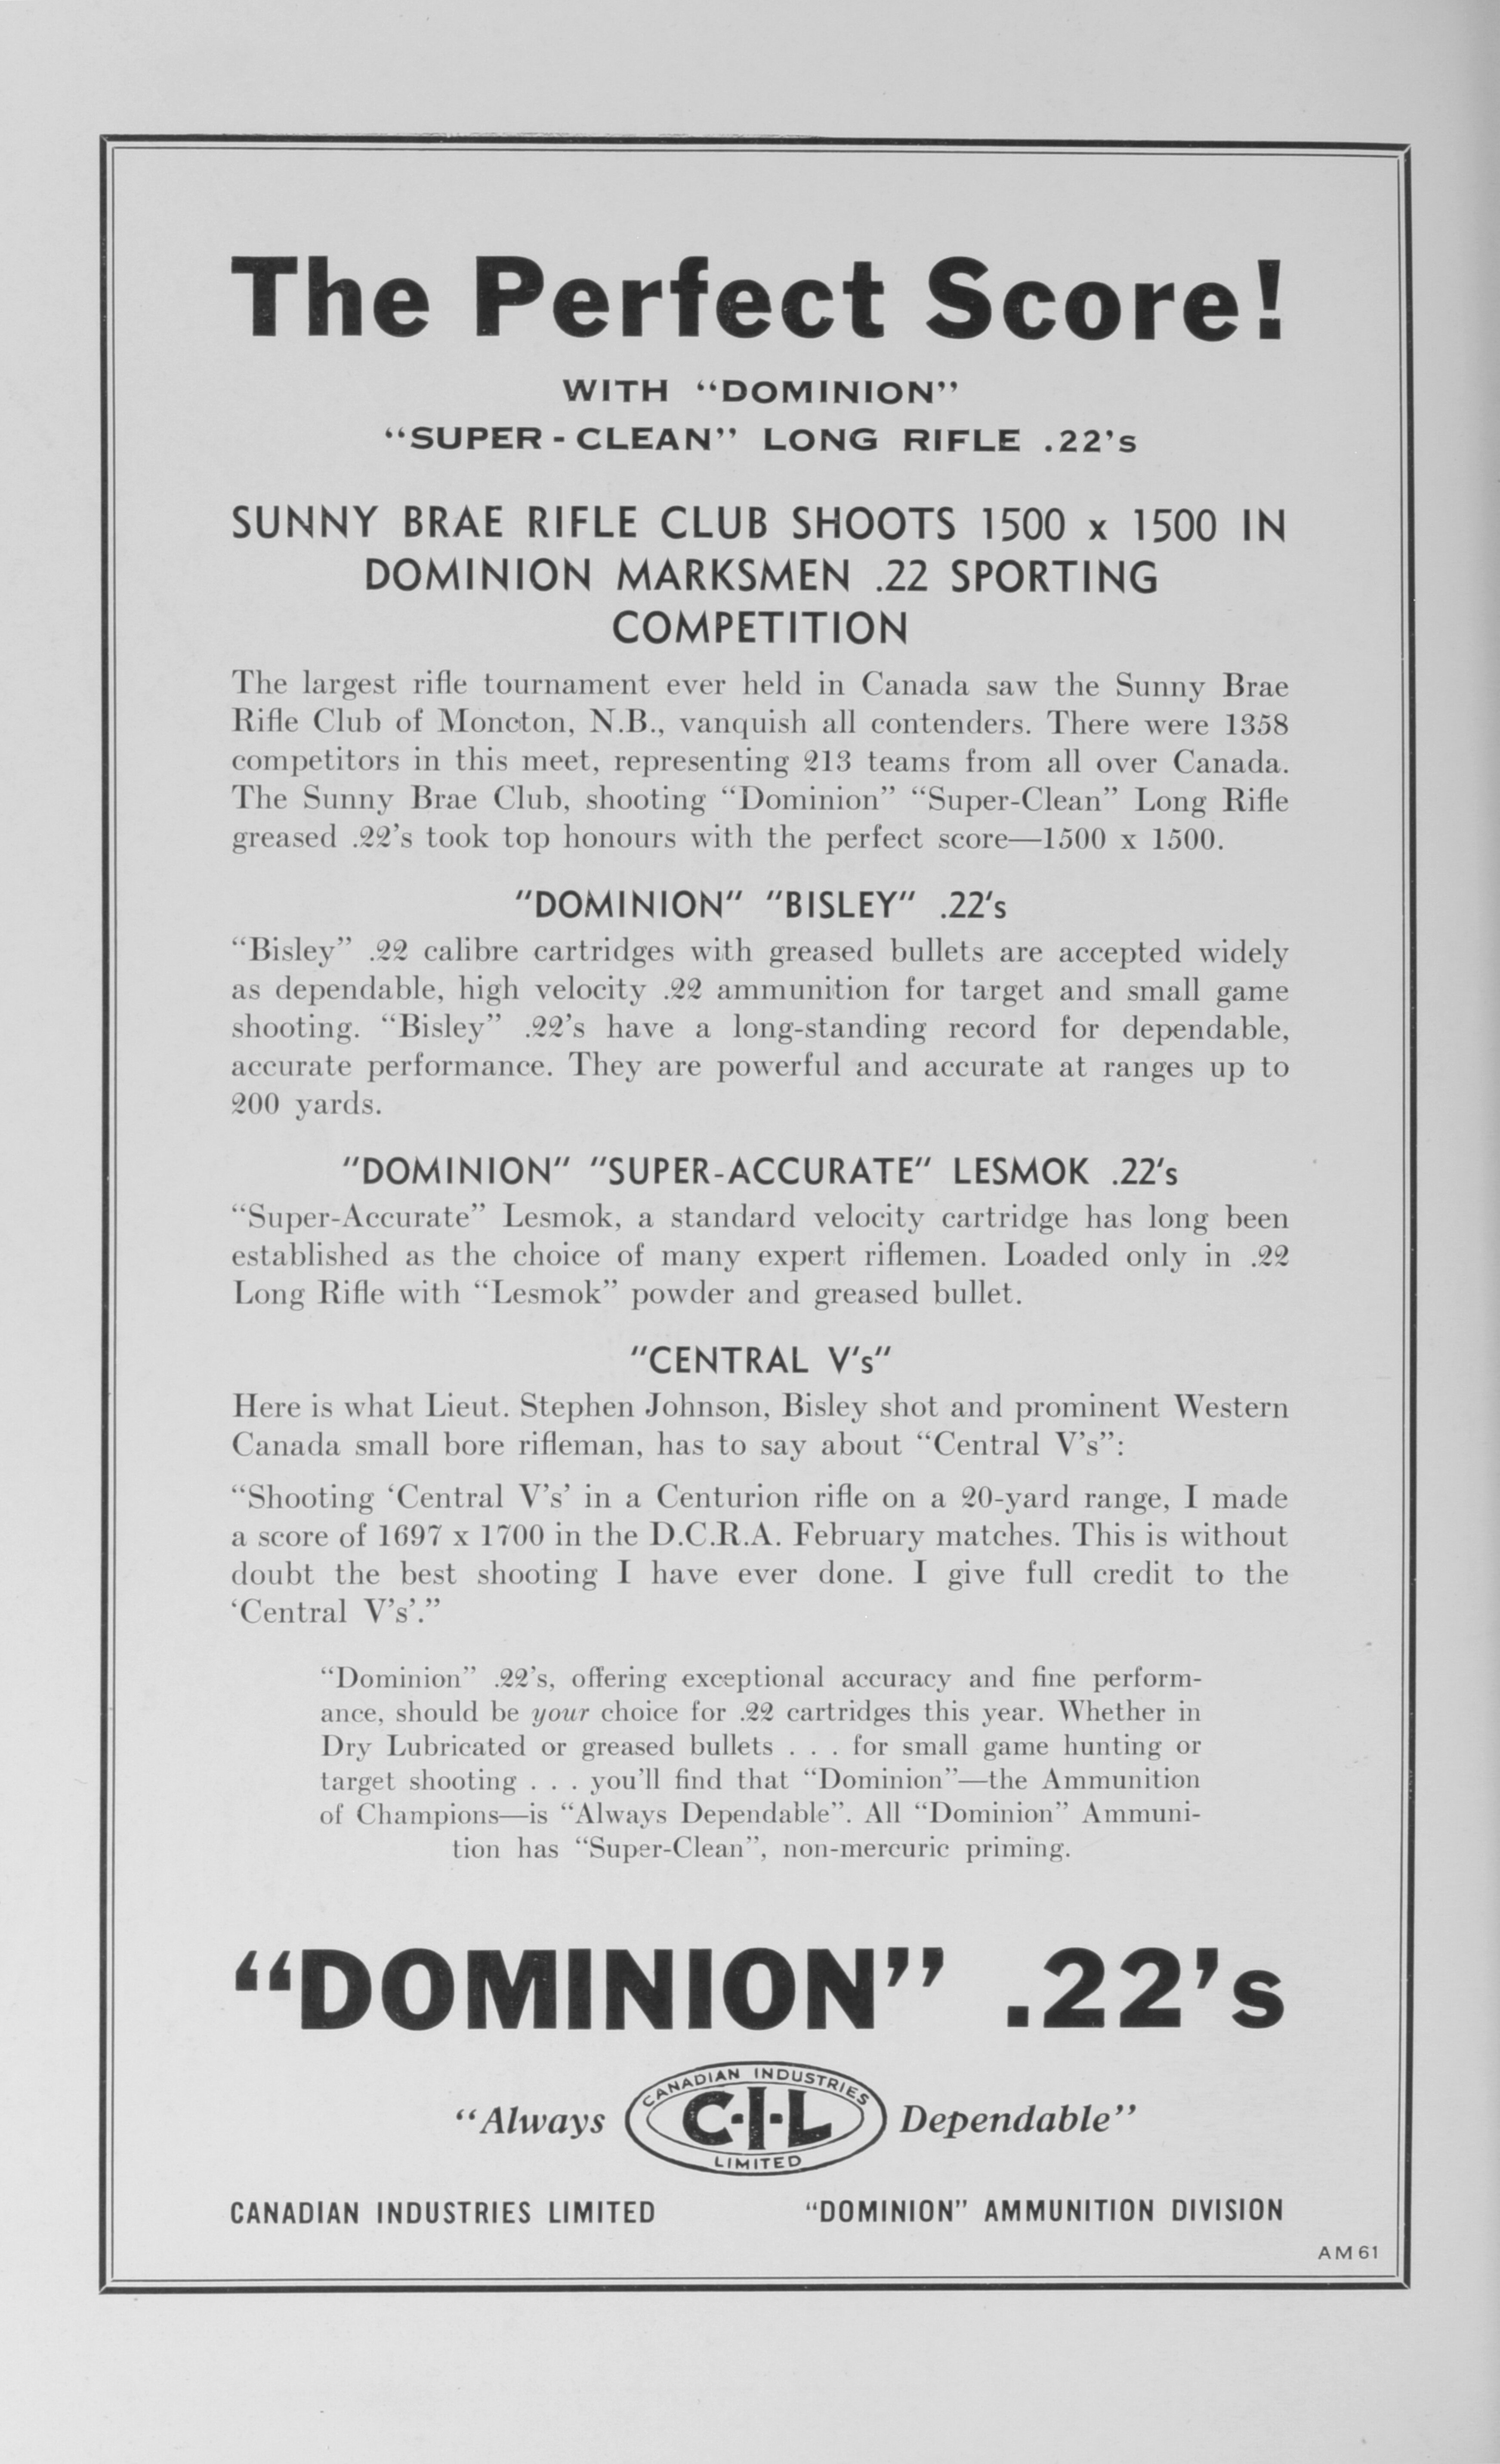 The Perfect Score!
WITH “DOMINION”
“SUPER - CLEAN” LONG RIFLE .22’s
SUNNY BRAE RIFLE CLUB SHOOTS 1500 x 1500 IN
DOMINION MARKSMEN .22 SPORTING
COMPETITION
The largest rifle tournament ever held in Canada saw the Sunny Brae
Rifle Club of Moncton, N.B., vanquish all contenders. There were 1358
competitors in this meet, representing 213 teams from all over Canada.
The Sunny Brae Club, shooting “Dominion” “Super-Clean” Long Rifle
greased .22’s took top honours with the perfect score—1500 x 1500.
"DOMINION" "BISLEY" .22's
“Bisley” .22 calibre cartridges with greased bullets are accepted widely
as dependable, high velocity .22 ammunition for target and small game
shooting. “Bisley” .22’s have a long-standing record for dependable,
accurate performance. They are powerful and accurate at ranges up to
200 yards.
"DOMINION" "SUPER-ACCURATE" LESMOK .22's
“Super-Accurate” Lesmok, a standard velocity cartridge has long been
established as the choice of many expert riflemen. Loaded only in .22
Long Rifle with “Lesmok” powder and greased bullet.
"CENTRAL V's"
Here is what Lieut. Stephen Johnson, Bisley shot and prominent Western
Canada small bore rifleman, has to say about “Central V’s”:
“Shooting ‘Central V’s’ in a Centurion rifle on a 20-yard range, I made
a score of 1697 x 1700 in the D.C.R.A. February matches. This is without
doubt the best shooting I have ever done. I give full credit to the
‘Central V’s’.”
“Dominion” .22’s, offering exceptional accuracy and fine perform-
ance, should be your choice for .22 cartridges this year. Whether in
Dry Lubricated or greased bullets . . . for small game hunting or
target shooting . . . you’ll find that “Dominion”—the Ammunition
of Champions—is “Always Dependable”. All “Dominion” Ammuni-
tion has “Super-Clean”, non-mercuric priming.
“DOMINION” .22’s
“Always CANADIAN INDUSTRIES C-I-L LIMITED Dependable”
CANADIAN INDUSTRIES LIMITED “DOMINION” AMMUNITION DIVISION
AM 61